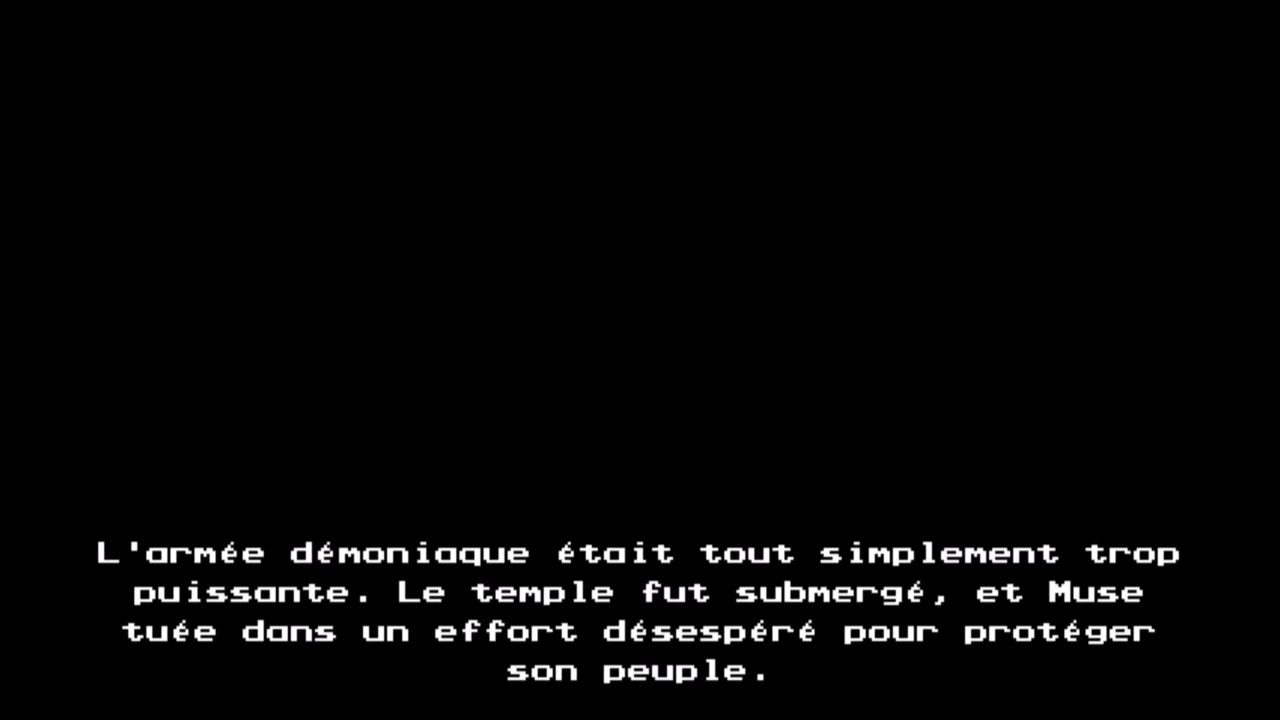 L'armée démoniaque était tout simplement trop
puissante. Le temple fut submergé, et Muse
tuée dans un effort désespéré pour protéger
son peuple.